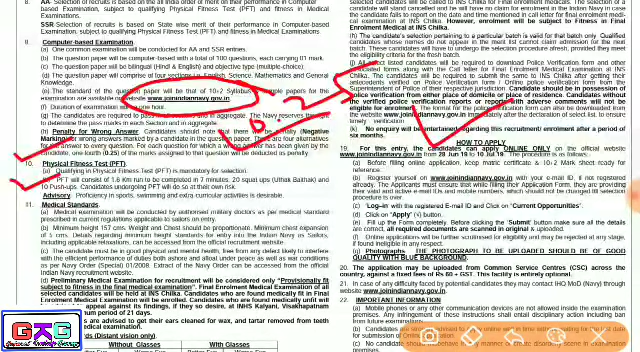 8. AA- Selection of recruits is based on the all India order of merit on their performance in Computer
based Examination, subject to qualifying Physical Fitness Test (PFT) and fitness in Medical
Examinations.
SSR Selection of recruits is based on State wise merit of their performance in Computer-based
Examination, subject to qualifying Physical Fitness Test (PFT) and fitness in Medical Examinations.
9. Computer-based Examination
(a) One common examination will be conducted for AA and SSR entries.
(b) The question paper will be computer-based with a total of 100 questions, each carrying 01 mark.
(c) The question paper will be bilingual (Hindi & English) and objective type (multiple-choice).
(d) The question paper will comprise of four sections i.e. English, Science, Mathematics and General
Knowledge.
(e) The standard of the question paper will be that of 10+2. Syllabus sample papers for the
examination are available website www.joinindiannavy.gov.in.
(f) Duration of examination one hour.
(g) The candidates are required to pass in aggregate. The Navy reserves the right
to determine the pass marks in each Section and in aggregate.
(h) Penalty for Wrong Answer Candidates should note there will be penalty (Negative
Marking) wrong answers marked by a candidate in the question paper. There are four alternatives
for the answer to every question. For each question for which a wrong answer has been given by the
candidate, one fourth (0.25) of the marks assigned to that question will be deducted as penalty.
10. Physical Fitness Test (PFT)
(a) Qualifying in Physical Fitness Test (PFT) is mandatory for selection.
PFT will consist of 1.6 Km run to be completed in 7 minutes, 20 squat ups (Uthak Baithak) and
10 Push-ups. Candidates undergoing PFT will do so at their own risk.
Advisory. Proficiency in sports, swimming and extra-curricular activities is desirable.
11. Medical Standards
(a) Medical examination will be conducted by authorised military doctors as per medical standard
prescribed in current regulations applicable to sailors on entry.
(b) Minimum height 157 cms. Weight and Chest should be proportionate. Minimum chest expansion
of 5 cms. Details regarding minimum height standards for entry into the Indian Navy as Sailors,
including applicable relaxations, can be accessed from the official recruitment website.
(c) The candidate must be in good physical and mental health, free from any defect likely to interfere
with the efficient performance of duties both ashore and afloat under peace as well as war conditions
as per Navy Order (Special) 01/2008. Extract of the Navy Order can be accessed from the official
Indian Navy recruitment website.
(d) Preliminary Medical Examination for recruitment will be considered only "Provisionally fit
subject to fitness in the final medical examination". Final Enrolment Medical Examination of all
selected candidates will be held at INS Chilka. Candidates who are found medically fit in Final
Enrolment Medical Examination will be enrolled. Candidates are found medically unfit in
appeal against its findings, if they so desire, at INHS Kalyani, Visakhapatnam
maximum period of 21 days.
are advised to get their ears cleaned for wax, and tartar removed from teeth
medical examination.
Standards (Distant vision only)
Without Glasses With Glasses
8:2-2
GKG
selected candidates will be called to INS Chilka for Final Enrolment Medicals. The selection of a
candidate will stand cancelled and he will have no claim for enrolment in the Indian Navy in case
the candidate fails to report on the date and time mentioned in his call letter for final enrolment medi-
cal examination at INS Chilka. However, enrolment will be subject to Fitness in Final
Enrolment Medical at INS Chilka.
(h) The candidate's selection pertaining to a particular batch is valid for that batch only. Qualified
candidates whose names do not appear in the merit list cannot claim admission for the next
batch. These candidates have to undergo the selection procedure afresh, provided they meet
the eligibility criteria for the fresh batch.
(i) All select listed candidates will be required to download Police Verification form and other
related forms along with the Call letter for Final Enrolment Medical Examination at INS
Chilka. The candidates will be required to submit the same to INS Chilka after getting their
antecedents verified on Police Verification form / Online police verification form from the
Superintendent of Police of their respective jurisdiction. Candidate should be in possession of
police verification from either place of domicile or place of residence. Candidates without
the verified police verification reports or reports with adverse comments will not be
eligible for enrolment. The format for the police verification form can also be downloaded from
the website www.joinindiannavy.gov.in immediately after the declaration of select list, to ensure
timely verification.
(k) No enquiry will be entertained regarding this recruitment/ enrolment after a period of
six months.
HOW TO APPLY
19. For this entry, the candidates can apply ONLINE ONLY on the official website
www.joinindiannavy.gov.in from 28 Jun 19 to 10 Jul 19. The procedure is as follows:-
(a) Before filing online application, keep matric certificate & 10+2 Mark sheet ready for
reference.
(b) Register yourself on www.joinindiannavy.gov.in with your e-mail ID, if not registered
already. The Applicants must ensure that while filling their Application Form, they are providing
their valid and active e-mail IDs and mobile numbers, which should not be changed till selection
procedure is over.
(c) 'Log-in' with the registered E-mail ID and Click on "Current Opportunities".
(d) Click on "Apply" (√) button.
(e) Fill up the Form completely. Before clicking the 'Submit' button make sure all the details
are correct, all required documents are scanned in original & uploaded.
(f) Online applications will be further scrutinised for eligibility and may be rejected at any stage,
if found ineligible in any respect.
(g) Photographs. THE PHOTOGRAPH TO BE UPLOADED SHOULD BE OF GOOD
QUALITY WITH BLUE BACKGROUND.
20. The application may be uploaded from Common Service Centres (CSC) across the
country, against a fixed fees of Rs 60 + GST. This facility is entirely optional.
21. In case of any difficulty faced by potential candidates they may contact IHQ MoD (Navy) through
website www.joinindiannavy.gov.in.
22. IMPORTANT INFORMATION
(a) Mobile phones or any other communication devices are not allowed inside the examination
premises. Any infringement of these instructions shall entail disciplinary action including ban
from future examinations.